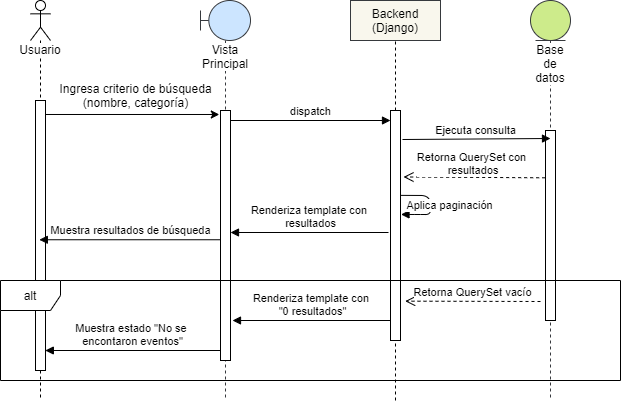 Usuario
Vista
Principal
Backend
(Django)
Base
de
datos
Ingresa criterio de búsqueda
(nombre, categoría)
dispatch
Ejecuta consulta
Retorna QuerySet con
resultados
Aplica paginación
Renderiza template con
resultados
Muestra resultados de búsqueda
alt
Retorna QuerySet vacío
Renderiza template con
"0 resultados"
Muestra estado "No se
encontaron eventos"